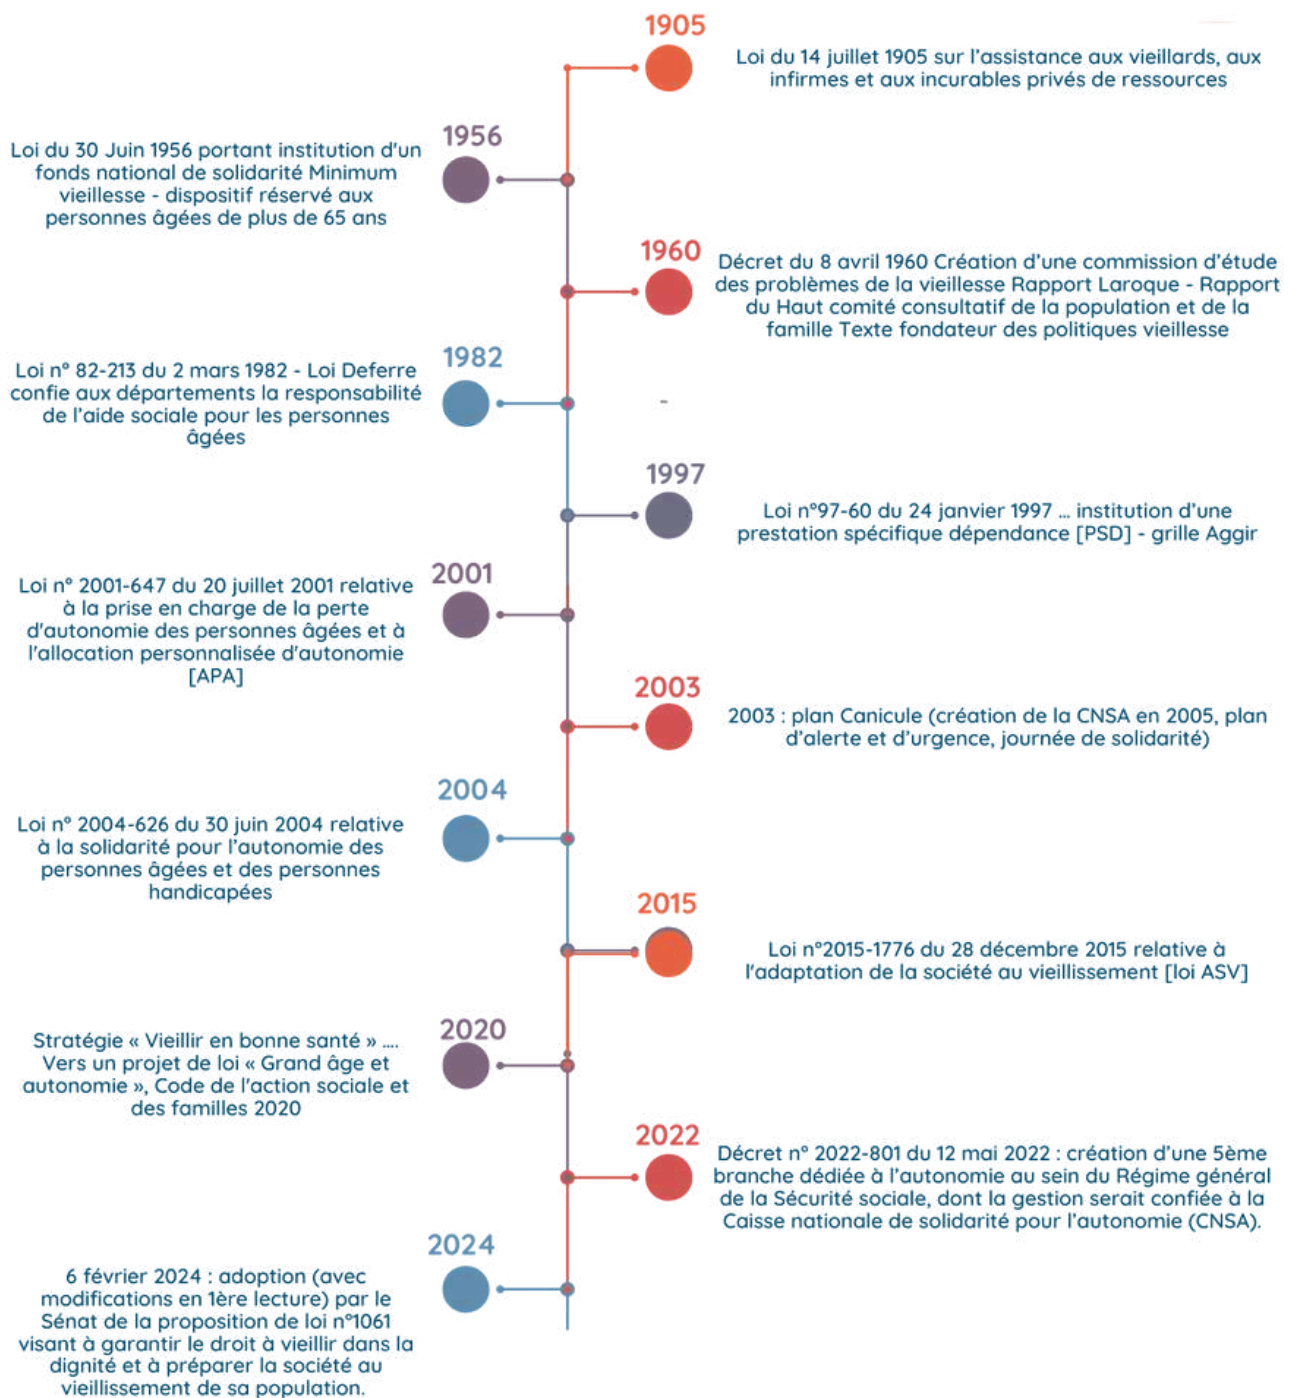 1905
Loi du 14 juillet 1905 sur l'assistance aux vieillards, aux
infirmes et aux incurables privés de ressources
1956
Loi du 30 Juin 1956 portant institution d'un
fonds national de solidarité Minimum
vieillesse - dispositif réservé aux
personnes âgées de plus de 65 ans
1960
Décret du 8 avril 1960 Création d'une commission d'étude
des problèmes de la vieillesse Rapport Laroque - Rapport
du Haut comité consultatif de la population et de la
famille Texte fondateur des politiques vieillesse
1982
Loi n° 82-213 du 2 mars 1982 - Loi Deferre
confie aux départements la responsabilité
de l'aide sociale pour les personnes
âgées
-
1997
Loi n°97-60 du 24 janvier 1997 ... institution d'une
prestation spécifique dépendance [PSD] - grille Aggir
2001
Loi n° 2001-647 du 20 juillet 2001 relative
à la prise en charge de la perte
d'autonomie des personnes âgées et à
l'allocation personnalisée d'autonomie
[APA]
2003
2003 : plan Canicule (création de la CNSA en 2005, plan
d'alerte et d'urgence, journée de solidarité)
2004
Loi n° 2004-626 du 30 juin 2004 relative
à la solidarité pour l'autonomie des
personnes âgées et des personnes
handicapées
2015
Loi n°2015-1776 du 28 décembre 2015 relative à
l'adaptation de la société au vieillissement [loi ASV]
2020
Stratégie « Vieillir en bonne santé » ....
Vers un projet de loi « Grand âge et
autonomie », Code de l'action sociale et
des familles 2020
2022
Décret n° 2022-801 du 12 mai 2022 : création d'une 5ème
branche dédiée à l'autonomie au sein du Régime général
de la Sécurité sociale, dont la gestion serait confiée à la
Caisse nationale de solidarité pour l'autonomie (CNSA).
2024
6 février 2024 : adoption (avec
modifications en 1ère lecture) par le
Sénat de la proposition de loi n°1061
visant à garantir le droit à vieillir dans la
dignité et à préparer la société au
vieillissement de sa population.